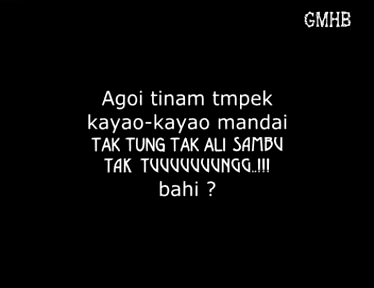 GMHB
Agoi tinam tmpek
kayao-kayao mandai
TAK TUNG TAK ALI SAMBU
TAK TUUUUUUUNGG..!!!
bahi ?